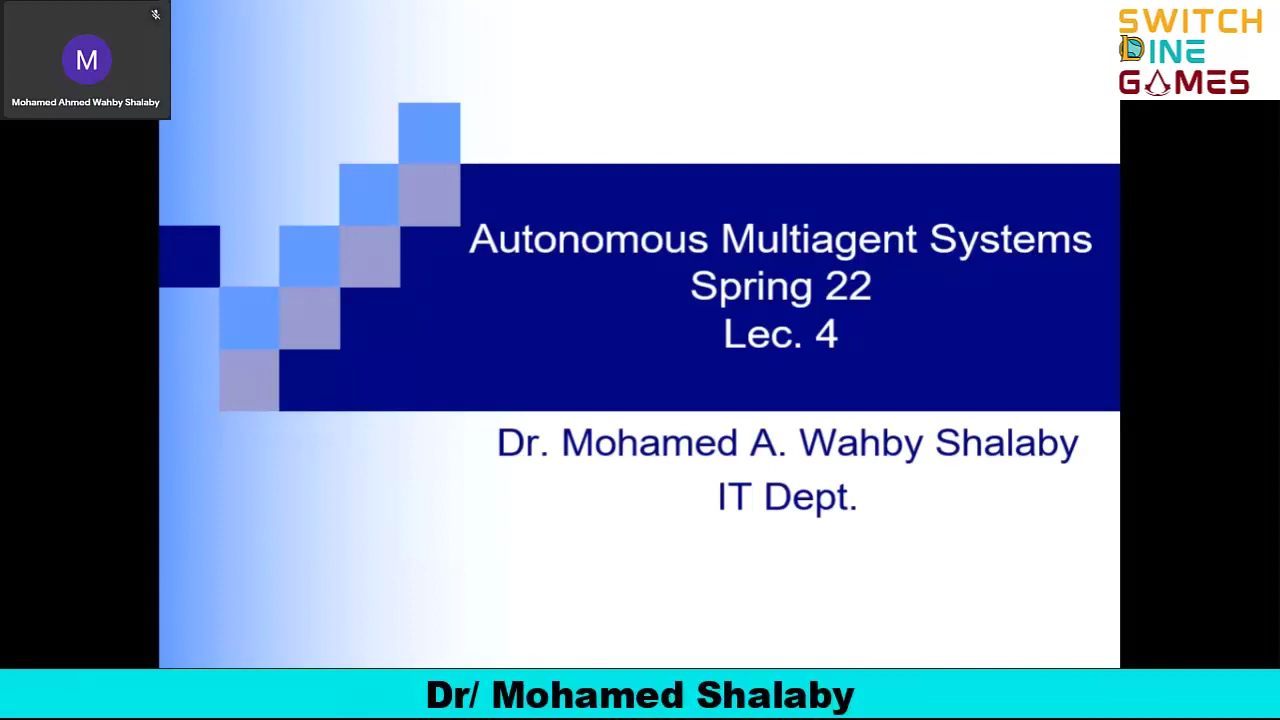 M
Mohamed Ahmed Wahby Shalaby
SWITCH
DINE
GAMES
Autonomous Multiagent Systems
Spring 22
Lec. 4
Dr. Mohamed A. Wahby Shalaby
IT Dept.
Dr/ Mohamed Shalaby